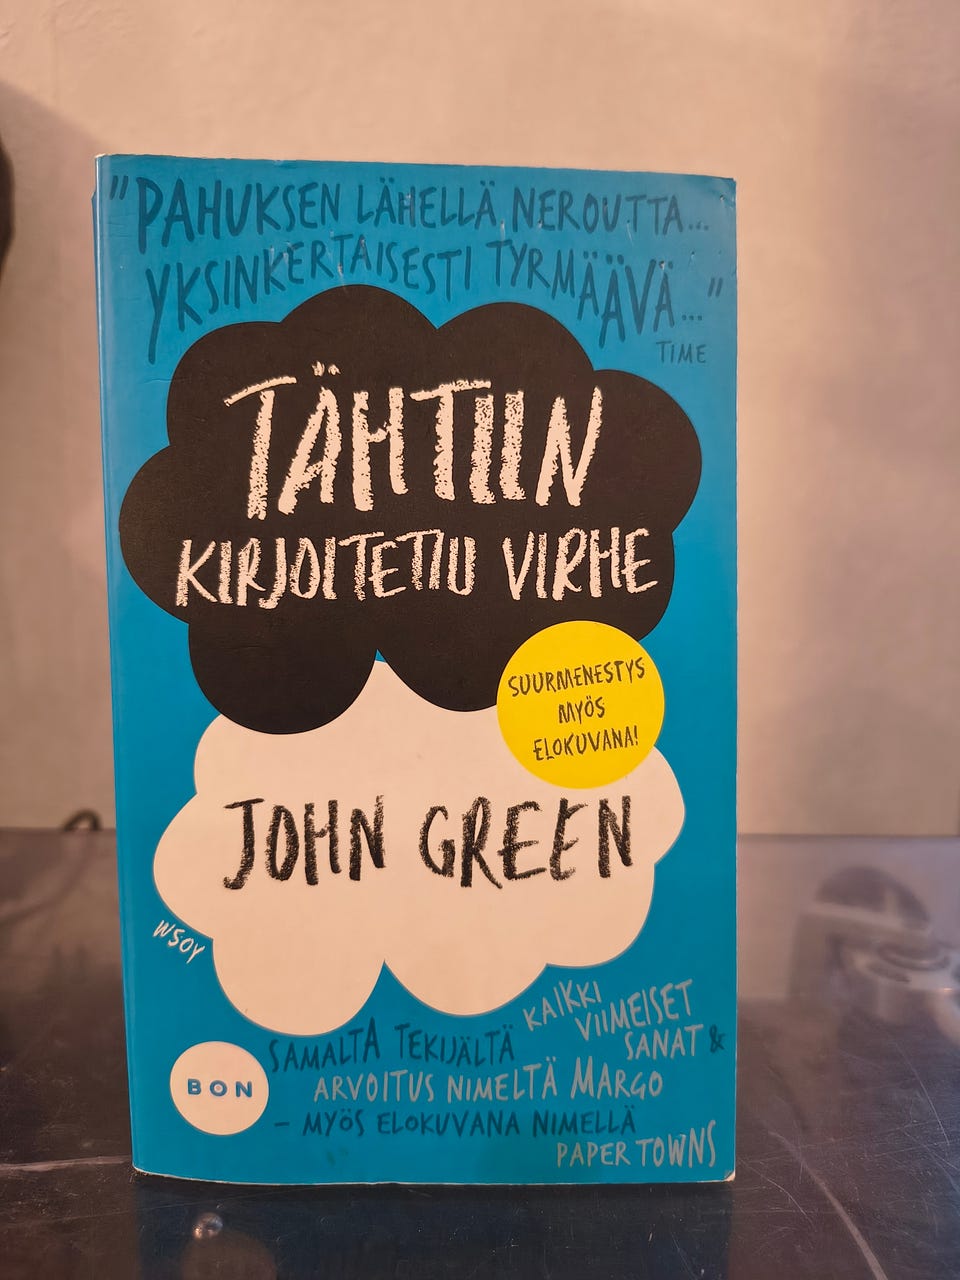 "PAHUKSEN LÄHELLÄ NEROUTTA...
YKSINKERTAISESTI TYRMÄÄVÄ..."
TIME
TÄHTIIN
KIRJOITETTU VIRHE
SUURMENESTYS
MYÖS
ELOKUVANA!
JOHN GREEN
WSOY
BON
SAMALTA TEKIJÄLTÄ
KAIKKI
VIIMEISET
SANAT &
ARVOITUS NIMELTÄ MARGO
– MYÖS ELOKUVANA NIMELLÄ
PAPER TOWNS